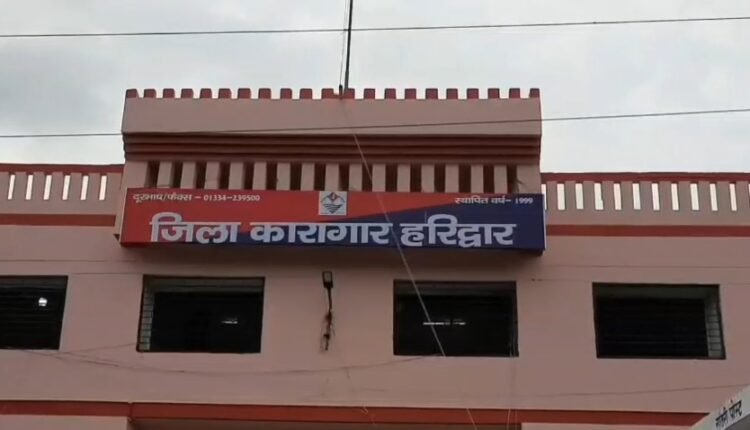 दूरभाष/फैक्स - 01334-239500
स्थापित वर्ष- 1999
जिला कारागार हरिद्वार